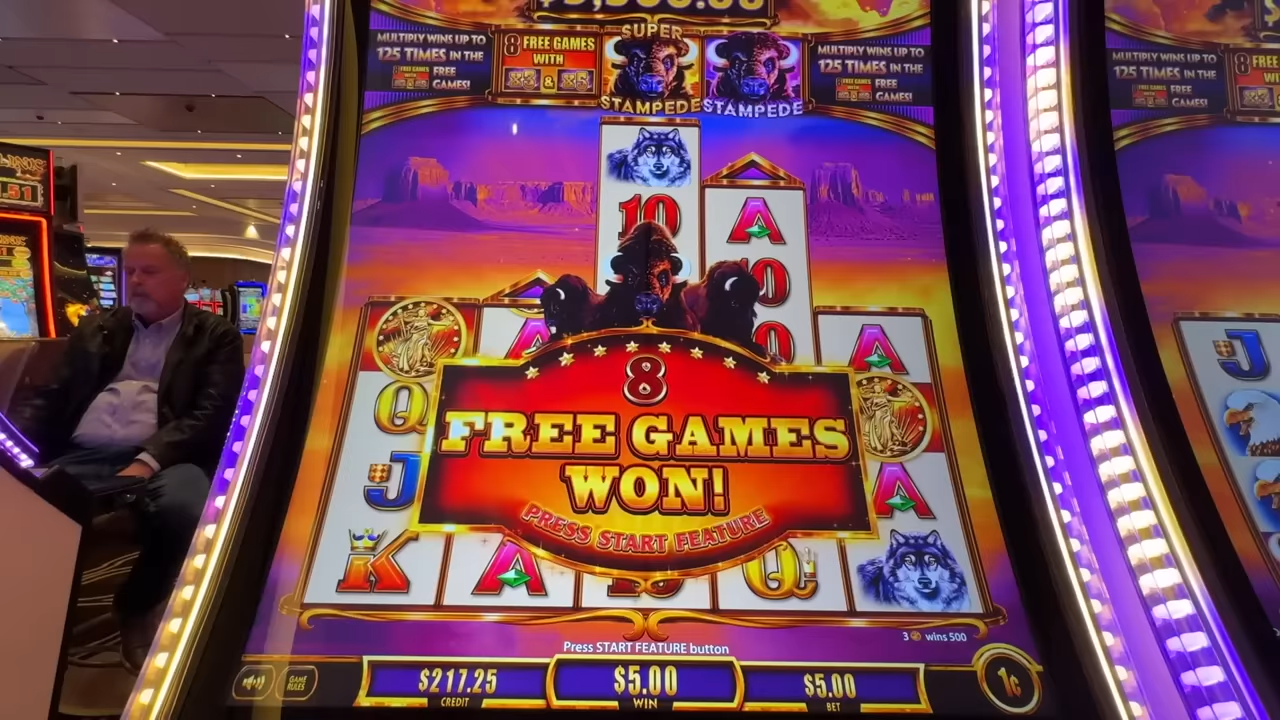 MULTIPLY WINS UP TO
125 TIMES IN THE
FREE
GAMES!
8 FREE GAMES
WITH
X3 & X5
SUPER
STAMPEDE
STAMPEDE
MULTIPLY WINS UP TO
125 TIMES IN THE
FREE
GAMES!
MULTIPLY WINS UP TO
125 TIMES IN THE
FREE
GAMES!
8 FREE
.51
10
A
A
A
Q
J
K
A
Q
A
J
8
FREE GAMES
WON!
PRESS START FEATURE
Press START FEATURE button
3 wins 500
GAME
RULES
$217.25
CREDIT
$5.00
WIN
$5.00
BET
1¢